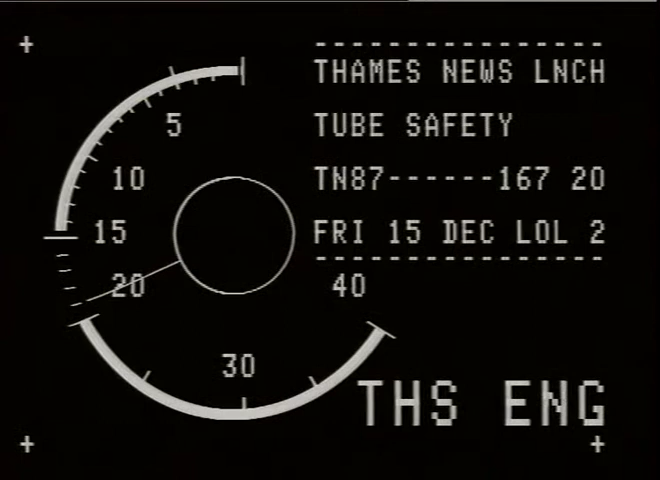 +
------------------
THAMES NEWS LNCH
TUBE SAFETY
TN87------167 20
FRI 15 DEC LOL 2
------------------
5
10
15
20
30
40
THS ENG
+ +